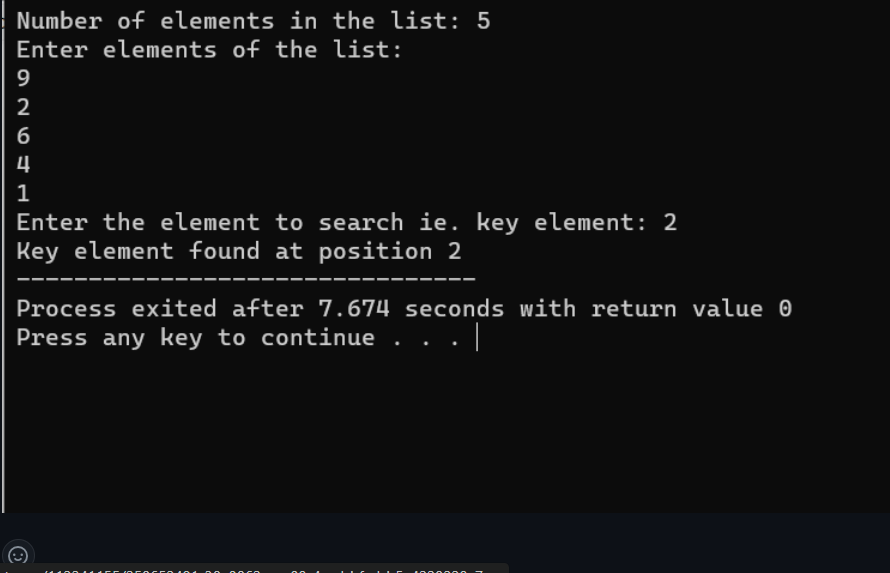 Number of elements in the list: 5
Enter elements of the list:
9
2
6
4
1
Enter the element to search ie. key element: 2
Key element found at position 2
--------------------------------
Process exited after 7.674 seconds with return value 0
Press any key to continue . . .